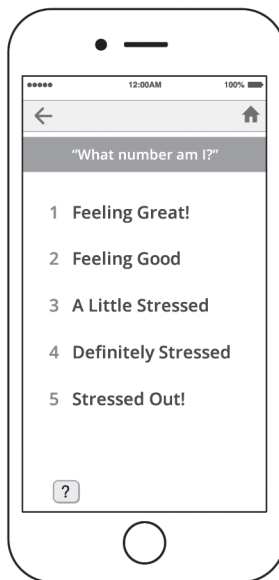 12:00AM 100%
“What number am I?”
1 Feeling Great!
2 Feeling Good
3 A Little Stressed
4 Definitely Stressed
5 Stressed Out!
?